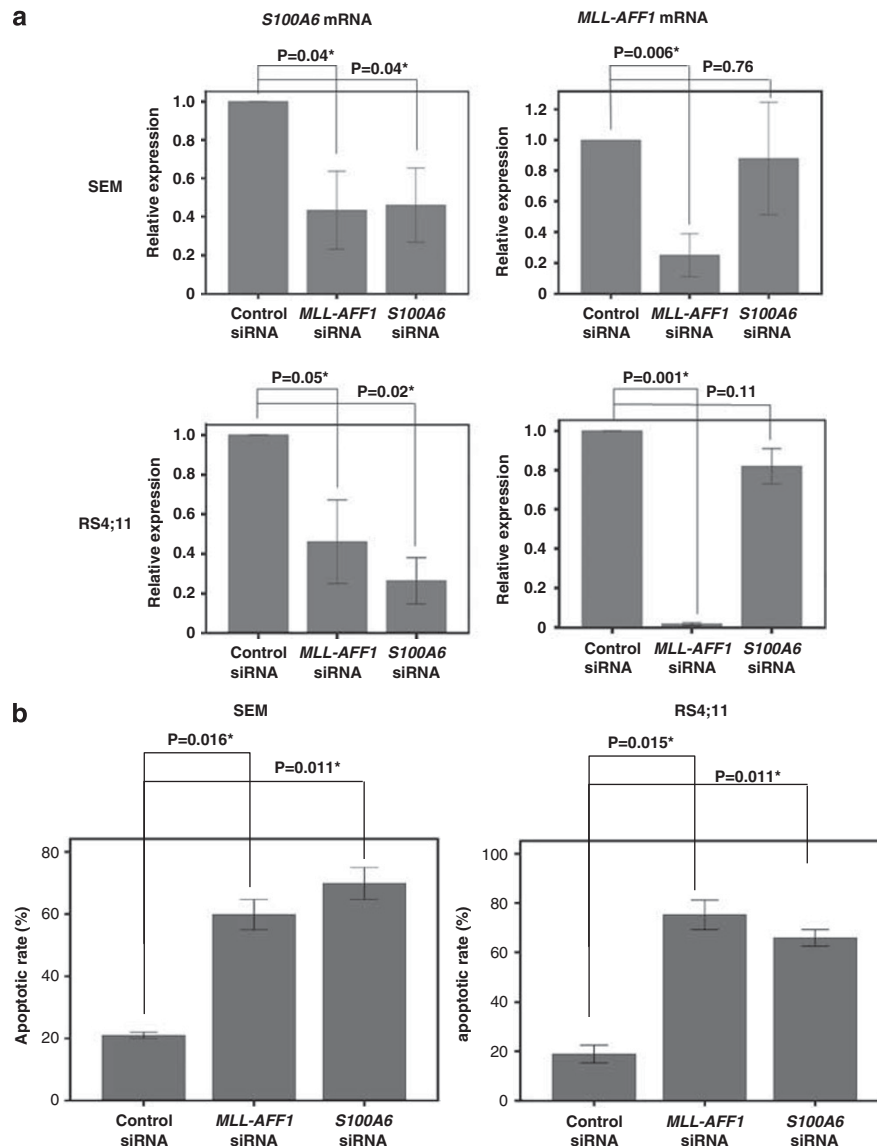 a
S100A6 mRNA
MLL-AFF1 mRNA
P=0.04*
P=0.04*
P=0.006*
P=0.76
SEM
Relative expression
1.0
0.8
0.6
0.4
0.2
0
Control siRNA
MLL-AFF1 siRNA
S100A6 siRNA
Relative expression
1.2
1.0
0.8
0.6
0.4
0.2
0
Control siRNA
MLL-AFF1 siRNA
S100A6 siRNA
P=0.05*
P=0.02*
P=0.001*
P=0.11
RS4;11
Relative expression
1.0
0.8
0.6
0.4
0.2
0
Control siRNA
MLL-AFF1 siRNA
S100A6 siRNA
Relative expression
1.0
0.8
0.6
0.4
0.2
0
Control siRNA
MLL-AFF1 siRNA
S100A6 siRNA
b
SEM
P=0.016*
P=0.011*
Apoptotic rate (%)
80
60
40
20
0
Control siRNA
MLL-AFF1 siRNA
S100A6 siRNA
RS4;11
P=0.015*
P=0.011*
apoptotic rate (%)
100
80
60
40
20
0
Control siRNA
MLL-AFF1 siRNA
S100A6 siRNA